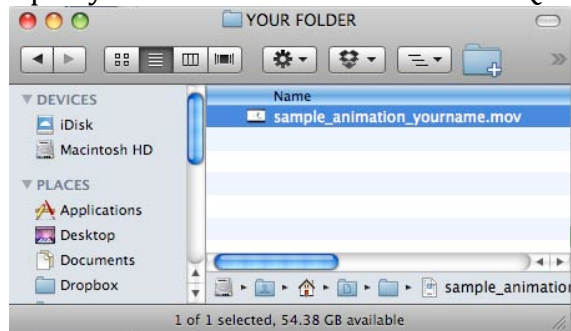 YOUR FOLDER
DEVICES
iDisk
Macintosh HD
PLACES
Applications
Desktop
Documents
Dropbox
Name
sample_animation_yourname.mov
sample_animation
1 of 1 selected, 54.38 GB available